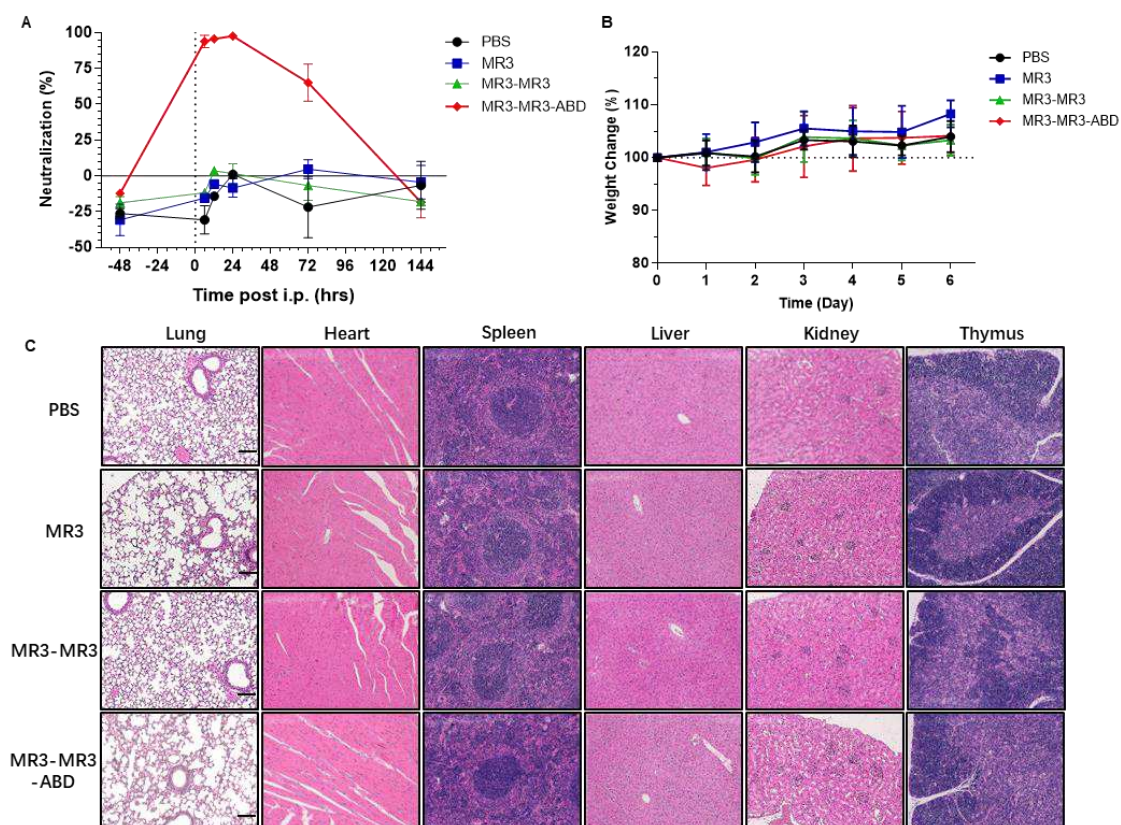 A
Neutralization (%)
100
75
50
25
0
-25
-50
-48 -24 0 24 48 72 96 120 144
Time post i.p. (hrs)
PBS
MR3
MR3-MR3
MR3-MR3-ABD
B
Weight Change (%)
120
110
100
90
80
0 1 2 3 4 5 6
Time (Day)
PBS
MR3
MR3-MR3
MR3-MR3-ABD
C
Lung Heart Spleen Liver Kidney Thymus
PBS
MR3
MR3-MR3
MR3-MR3
-ABD